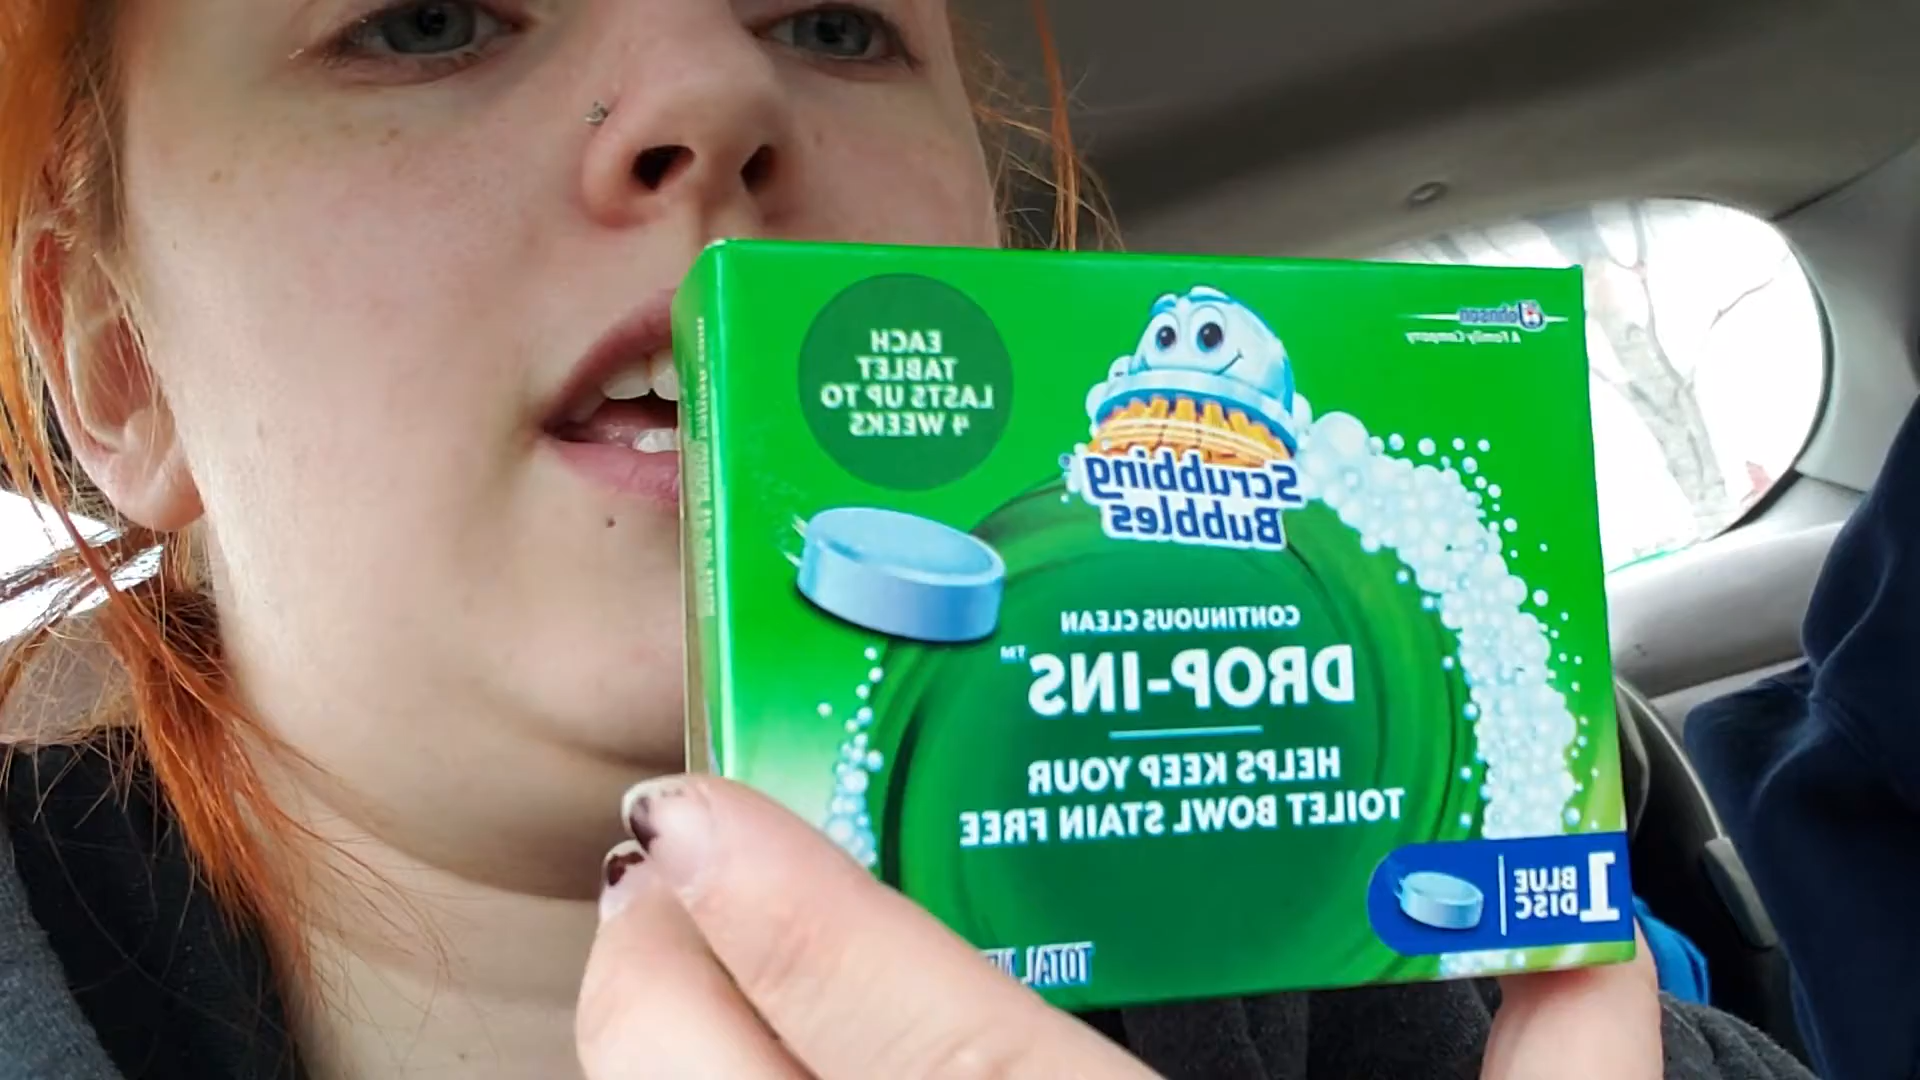 Johnson
A Family Company
EACH
TABLET
LASTS UP TO
4 WEEKS
Scrubbing
Bubbles
CONTINUOUS CLEAN
DROP-INS™
HELPS KEEP YOUR
TOILET BOWL STAIN FREE
1 BLUE
DISC
TOTAL